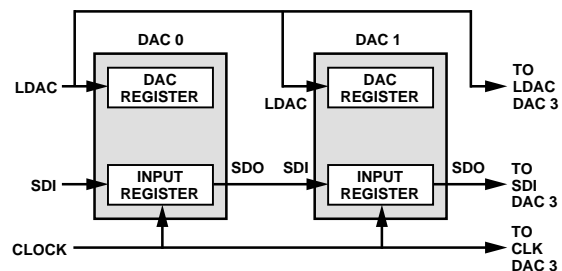 DAC 0
DAC 1
LDAC
DAC
REGISTER
LDAC
DAC
REGISTER
TO
LDAC
DAC 3
SDI
INPUT
REGISTER
SDO
SDI
INPUT
REGISTER
SDO
TO
SDI
DAC 3
CLOCK
TO
CLK
DAC 3